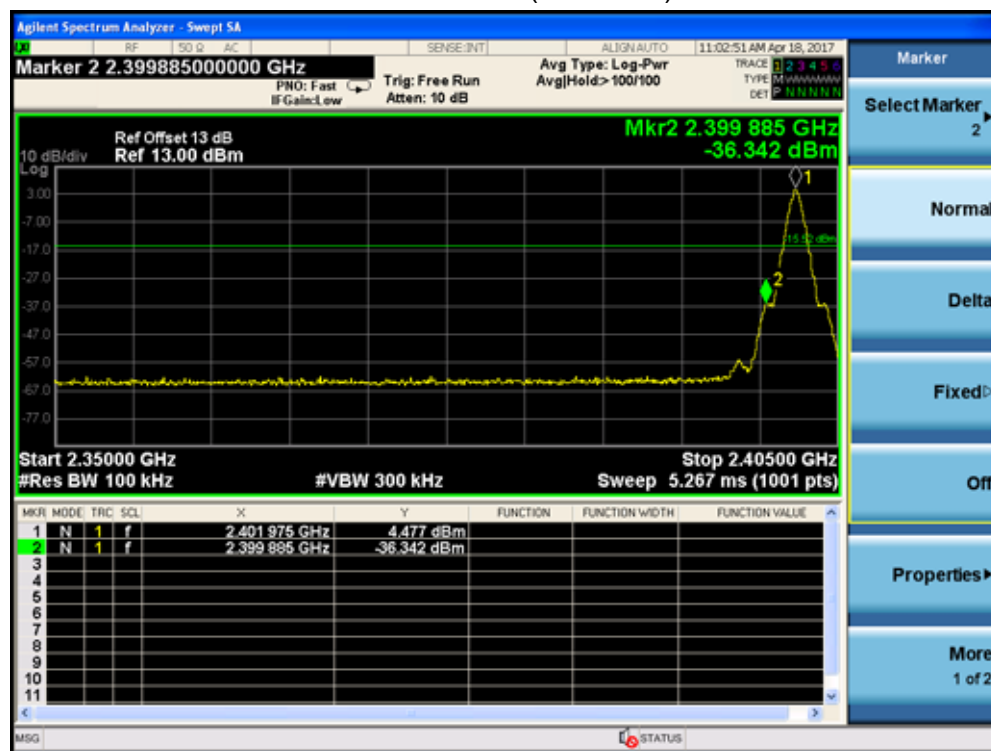 Agilent Spectrum Analyzer - Swept SA
RF 50 Ω AC SENSE:INT ALIGN AUTO 11:02:51 AM Apr 18, 2017
Marker 2 2.399885000000 GHz
PNO: Fast
IFGain:Low
Trig: Free Run
Atten: 10 dB
Avg Type: Log-Pwr
Avg|Hold:> 100/100
TRACE 1 2 3 4 5 6
TYPE M WWWWW
DET P N N N N N
Mkr2 2.399 885 GHz
-36.342 dBm
Ref Offset 13 dB
10 dB/div Ref 13.00 dBm
Log
3.00
-7.00
-17.0
-27.0
-37.0
-47.0
-57.0
-67.0
-77.0
1
-15.52 dBm
2
Start 2.35000 GHz Stop 2.40500 GHz
#Res BW 100 kHz #VBW 300 kHz Sweep 5.267 ms (1001 pts)
MKR MODE TRC SCL X Y FUNCTION FUNCTION WIDTH FUNCTION VALUE
1 N 1 f 2.401 975 GHz 4.477 dBm
2 N 1 f 2.399 885 GHz -36.342 dBm
3
4
5
6
7
8
9
10
11
MSG STATUS
Marker
Select Marker
2
Normal
Delta
Fixed
Off
Properties
More
1 of 2